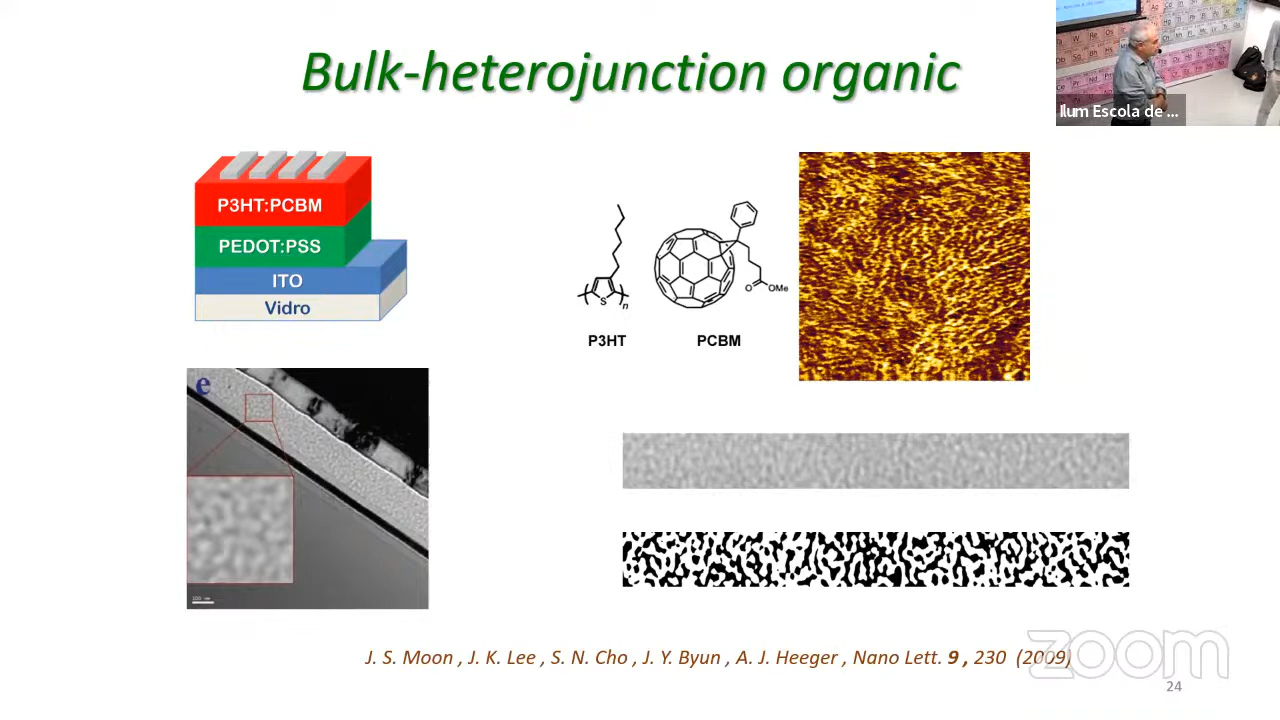 Bulk-heterojunction organic
Ilum Escola de ...
P3HT:PCBM
PEDOT:PSS
ITO
Vidro
S
n
O
OMe
P3HT
PCBM
e
J. S. Moon , J. K. Lee , S. N. Cho , J. Y. Byun , A. J. Heeger , Nano Lett. 9 , 230 (2009)
zoom
24